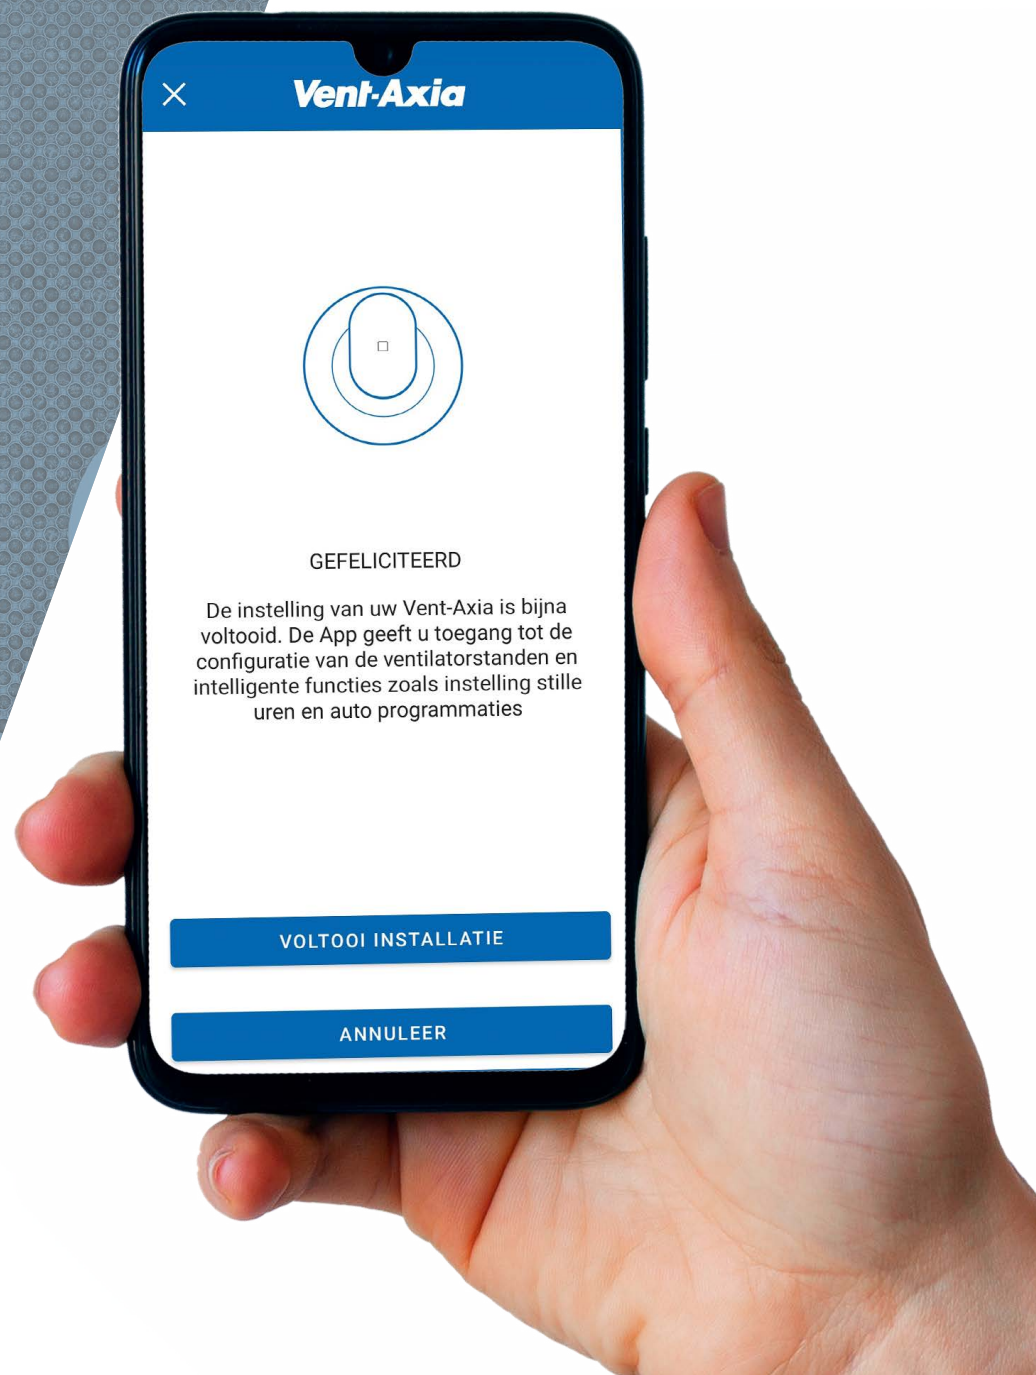 Vent-Axia
GEFELICITEERD
De instelling van uw Vent-Axia is bijna
voltooid. De App geeft u toegang tot de
configuratie van de ventilatorstanden en
intelligente functies zoals instelling stille
uren en auto programmaties
VOLTOOI INSTALLATIE
ANNULEER